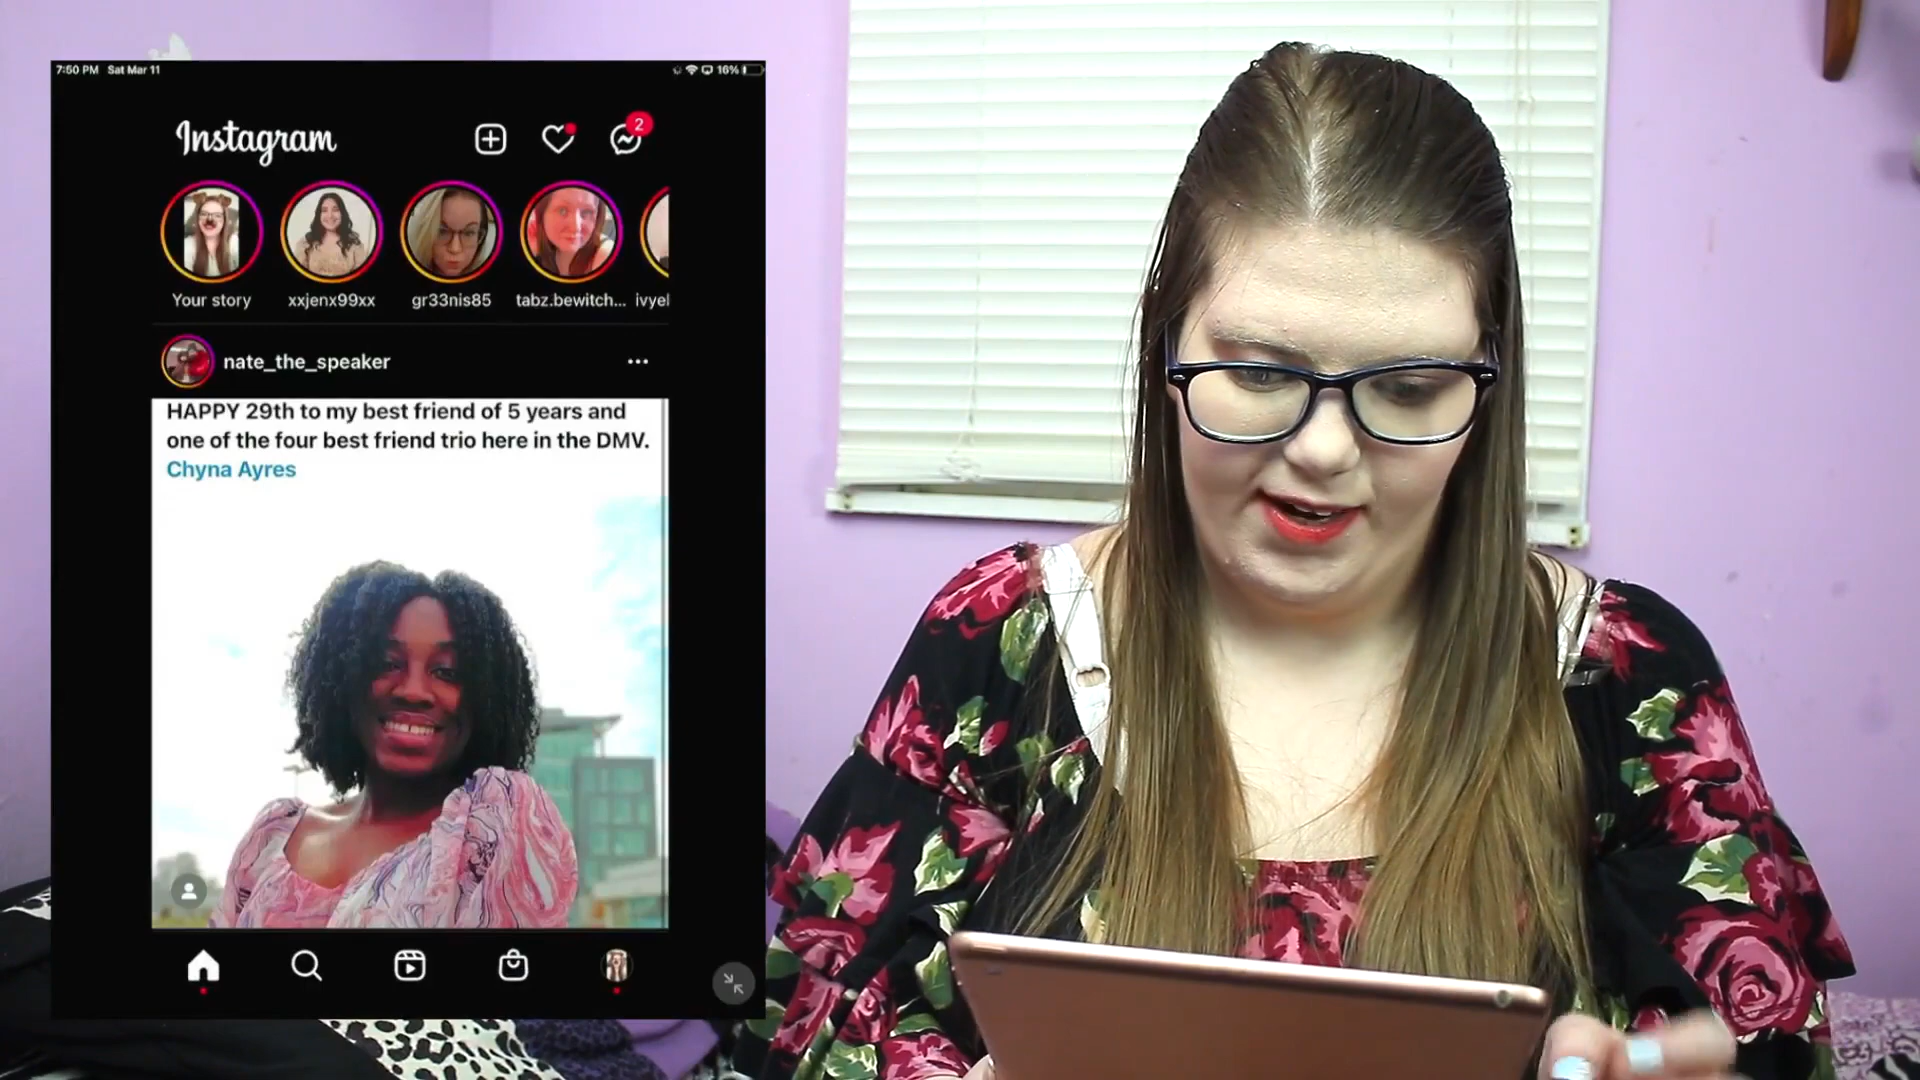 7:50 PM Sat Mar 11
16%
Instagram
2
Your story
xxjenx99xx
gr33nis85
tabz.bewitch...
ivyel
nate_the_speaker
HAPPY 29th to my best friend of 5 years and
one of the four best friend trio here in the DMV.
Chyna Ayres